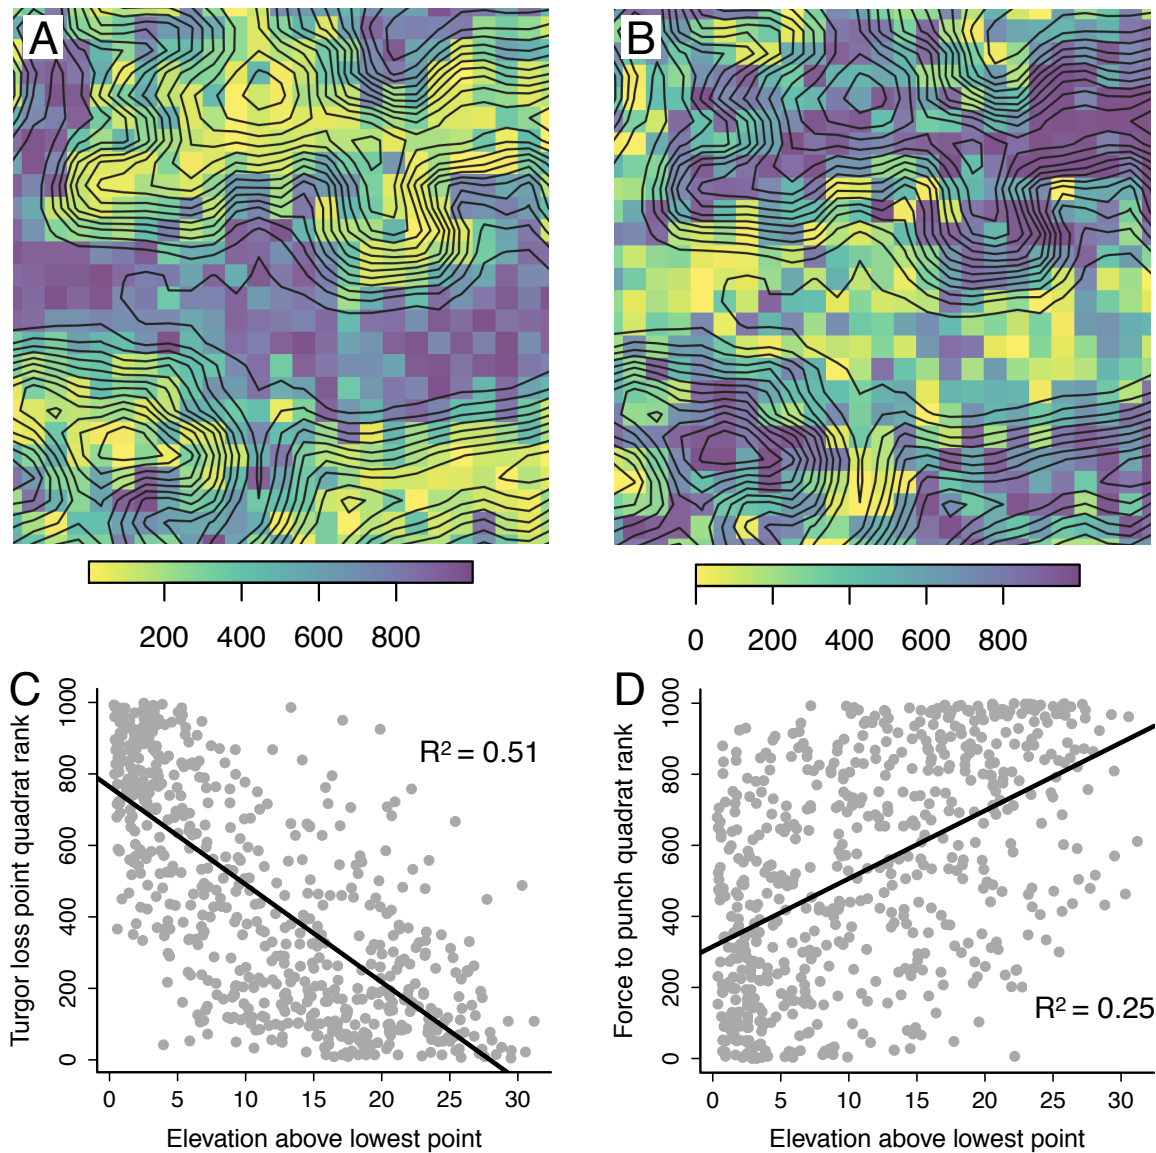 A
B
200 400 600 800
0 200 400 600 800
C
Turgor loss point quadrat rank
0 200 400 600 800 1000
R² = 0.51
0 5 10 15 20 25 30
Elevation above lowest point
D
Force to punch quadrat rank
0 200 400 600 800 1000
R² = 0.25
0 5 10 15 20 25 30
Elevation above lowest point